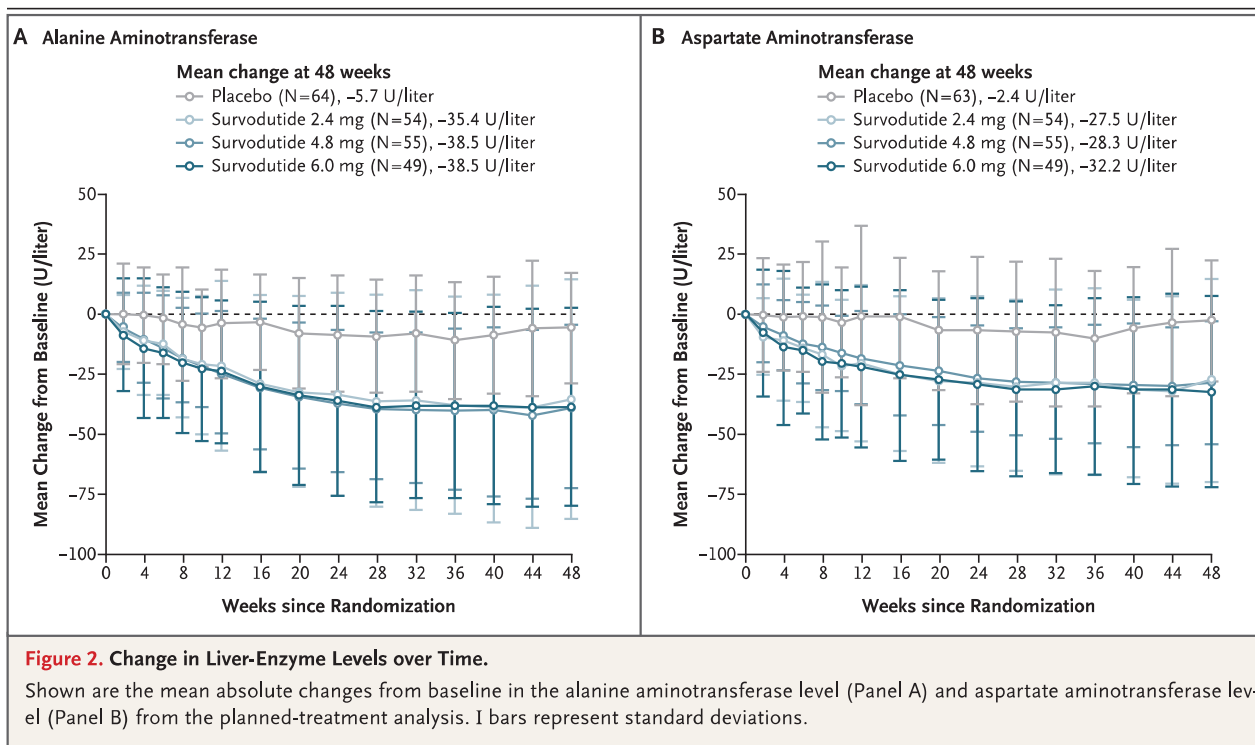 A Alanine Aminotransferase
Mean change at 48 weeks
Placebo (N=64), −5.7 U/liter
Survodutide 2.4 mg (N=54), −35.4 U/liter
Survodutide 4.8 mg (N=55), −38.5 U/liter
Survodutide 6.0 mg (N=49), −38.5 U/liter
Mean Change from Baseline (U/liter)
50
25
0
−25
−50
−75
−100
0 4 8 12 16 20 24 28 32 36 40 44 48
Weeks since Randomization
B Aspartate Aminotransferase
Mean change at 48 weeks
Placebo (N=63), −2.4 U/liter
Survodutide 2.4 mg (N=54), −27.5 U/liter
Survodutide 4.8 mg (N=55), −28.3 U/liter
Survodutide 6.0 mg (N=49), −32.2 U/liter
Mean Change from Baseline (U/liter)
50
25
0
−25
−50
−75
−100
0 4 8 12 16 20 24 28 32 36 40 44 48
Weeks since Randomization
Figure 2. Change in Liver-Enzyme Levels over Time.
Shown are the mean absolute changes from baseline in the alanine aminotransferase level (Panel A) and aspartate aminotransferase lev-
el (Panel B) from the planned-treatment analysis. I bars represent standard deviations.